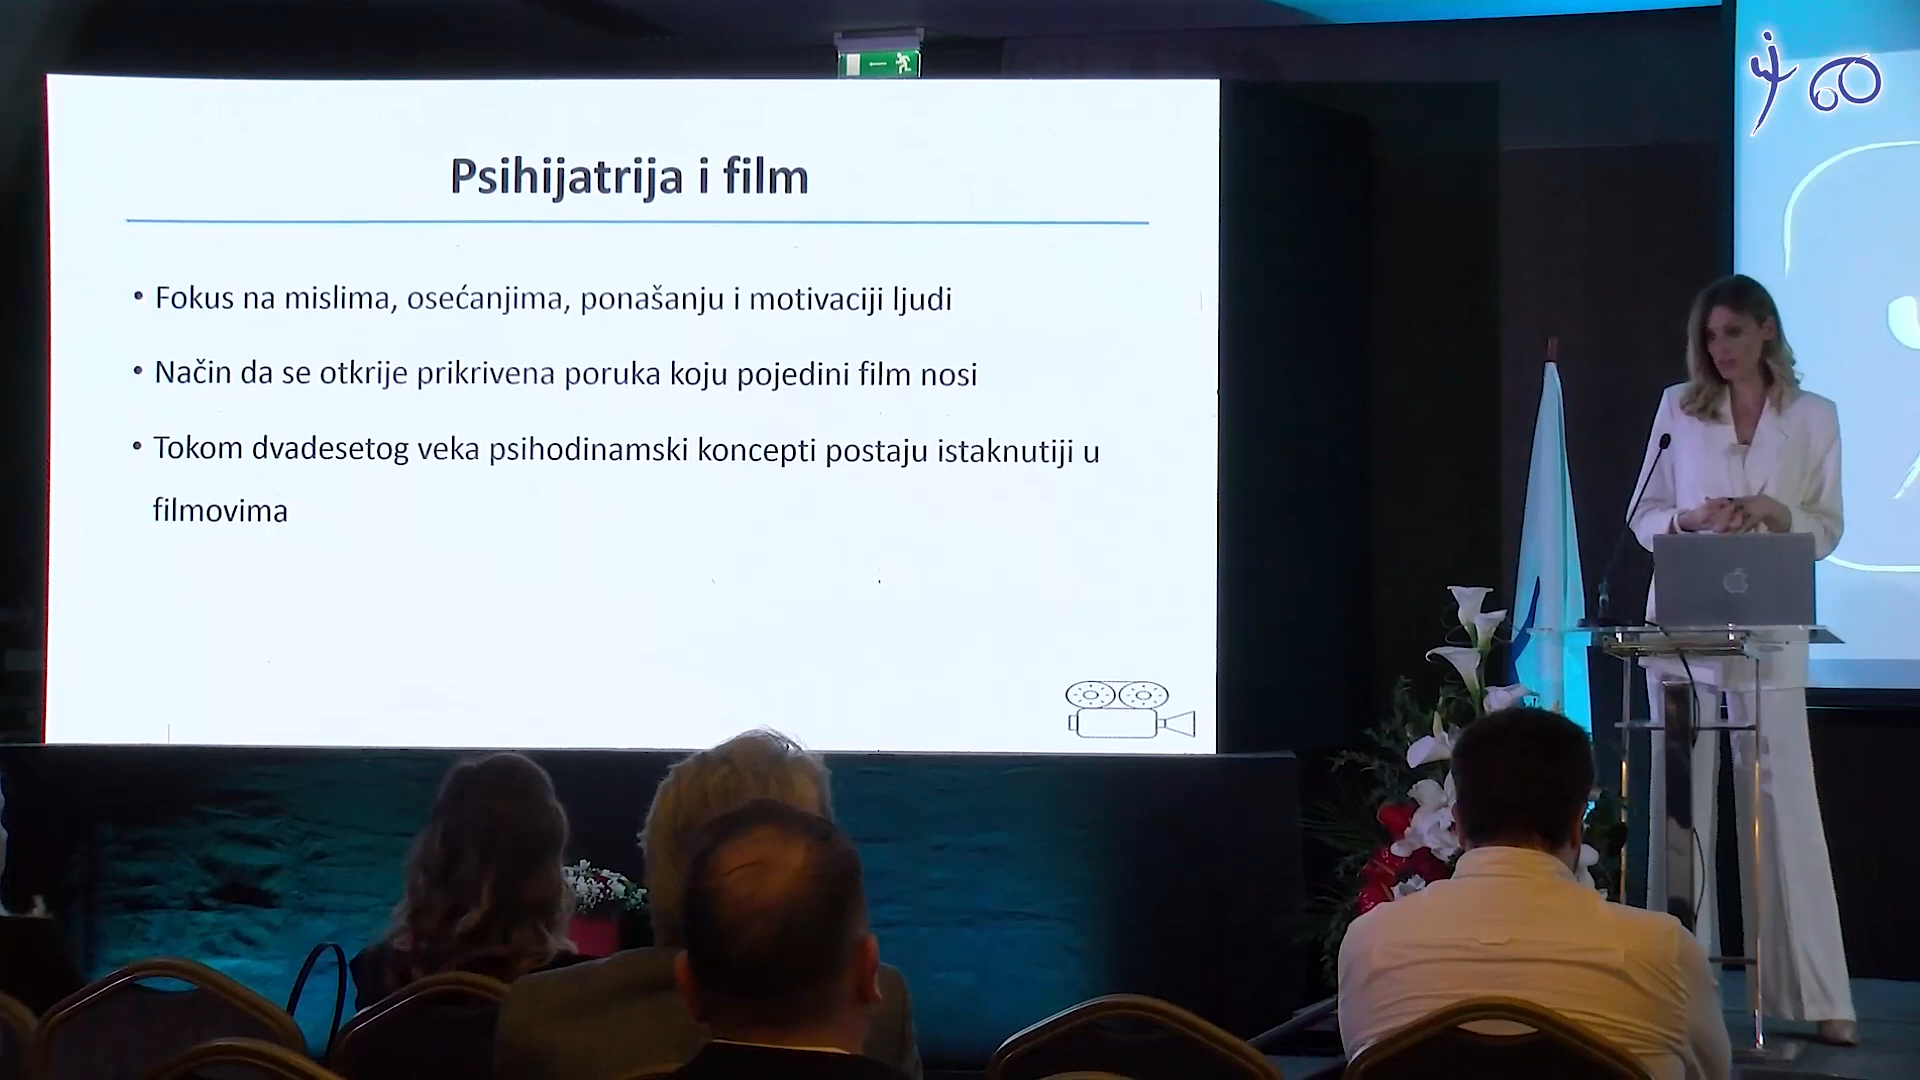 Psihijatrija i film
• Fokus na mislima, osećanjima, ponašanju i motivaciji ljudi
• Način da se otkrije prikrivena poruka koju pojedini film nosi
• Tokom dvadesetog veka psihodinamski koncepti postaju istaknutiji u
filmovima
60